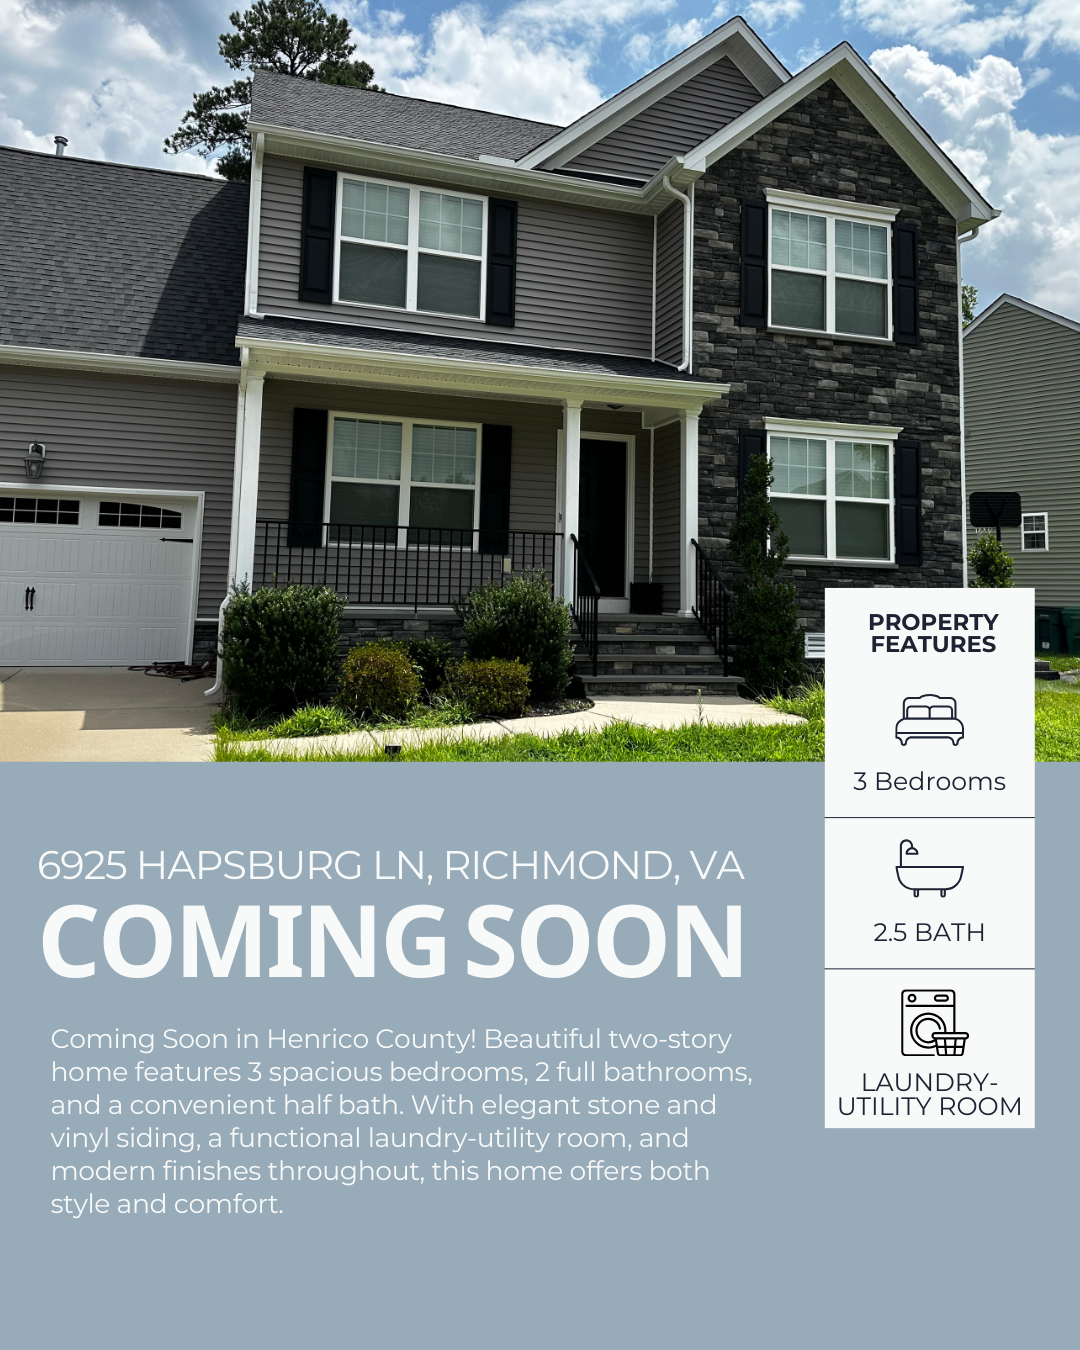 PROPERTY
FEATURES
3 Bedrooms
2.5 BATH
LAUNDRY-
UTILITY ROOM
6925 HAPSBURG LN, RICHMOND, VA
COMING SOON
Coming Soon in Henrico County! Beautiful two-story
home features 3 spacious bedrooms, 2 full bathrooms,
and a convenient half bath. With elegant stone and
vinyl siding, a functional laundry-utility room, and
modern finishes throughout, this home offers both
style and comfort.